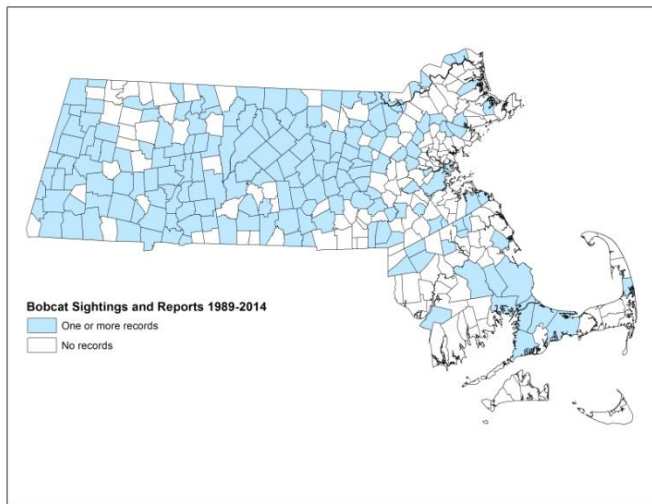 Bobcat Sightings and Reports 1989-2014
One or more records
No records